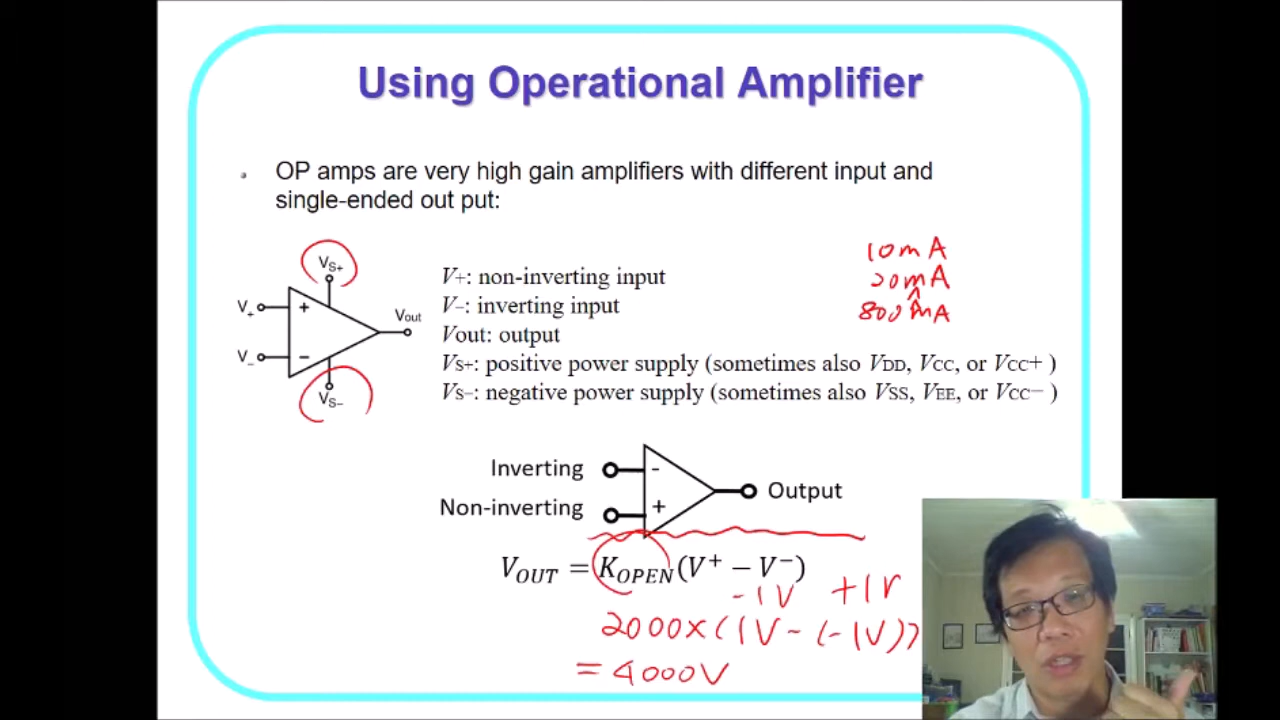 Using Operational Amplifier
• OP amps are very high gain amplifiers with different input and
single-ended out put:
10mA
20mA
800mA
VS+
V+
+
Vout
V−
−
VS−
V+: non-inverting input
V−: inverting input
Vout: output
VS+: positive power supply (sometimes also VDD, VCC, or VCC+ )
VS−: negative power supply (sometimes also VSS, VEE, or VCC− )
Inverting
-
Output
Non-inverting
+
VOUT = KOPEN(V⁺ − V⁻)
-1V +1V
2000×(1V-(-1V))
=4000V